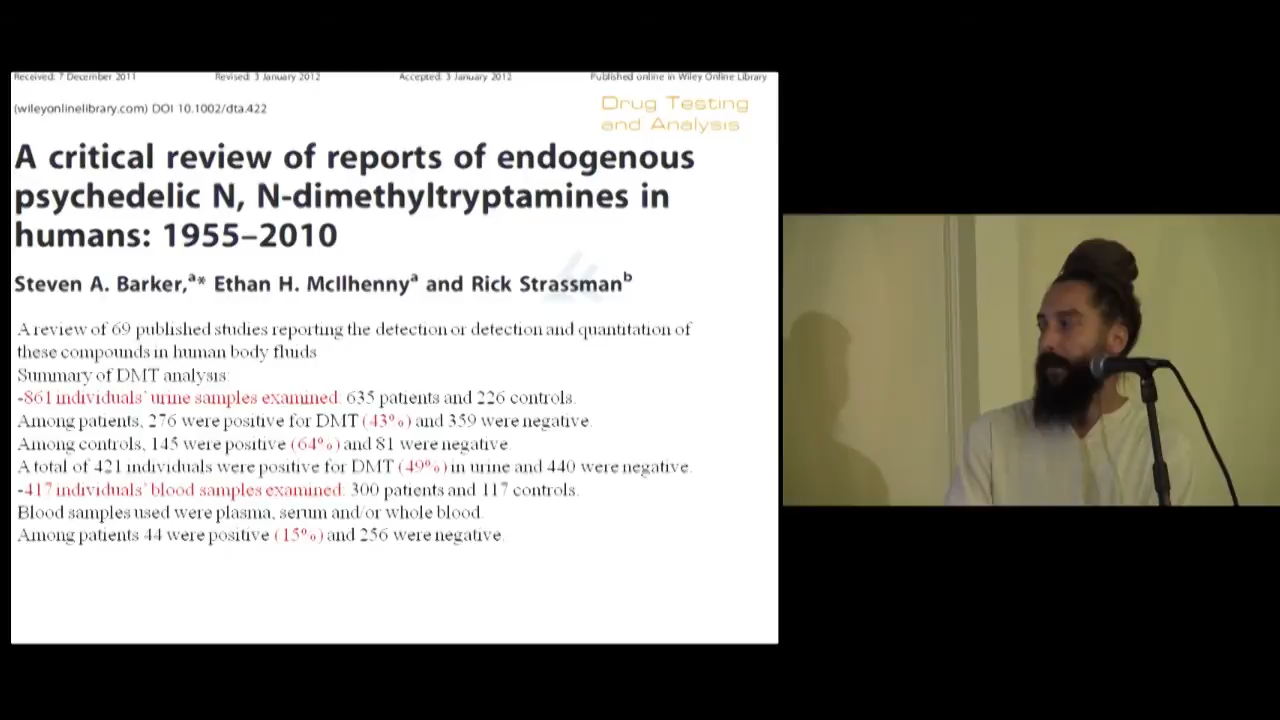 Received: 7 December 2011 Revised: 3 January 2012 Accepted: 3 January 2012 Published online in Wiley Online Library
(wileyonlinelibrary.com) DOI 10.1002/dta.422
Drug Testing
and Analysis
A critical review of reports of endogenous
psychedelic N, N-dimethyltryptamines in
humans: 1955–2010
Steven A. Barker,ª* Ethan H. McIlhennyª and Rick Strassmanᵇ
A review of 69 published studies reporting the detection or detection and quantitation of
these compounds in human body fluids
Summary of DMT analysis:
-861 individuals' urine samples examined: 635 patients and 226 controls.
Among patients, 276 were positive for DMT (43%) and 359 were negative.
Among controls, 145 were positive (64%) and 81 were negative.
A total of 421 individuals were positive for DMT (49%) in urine and 440 were negative.
-417 individuals' blood samples examined: 300 patients and 117 controls.
Blood samples used were plasma, serum and/or whole blood.
Among patients 44 were positive (15%) and 256 were negative.